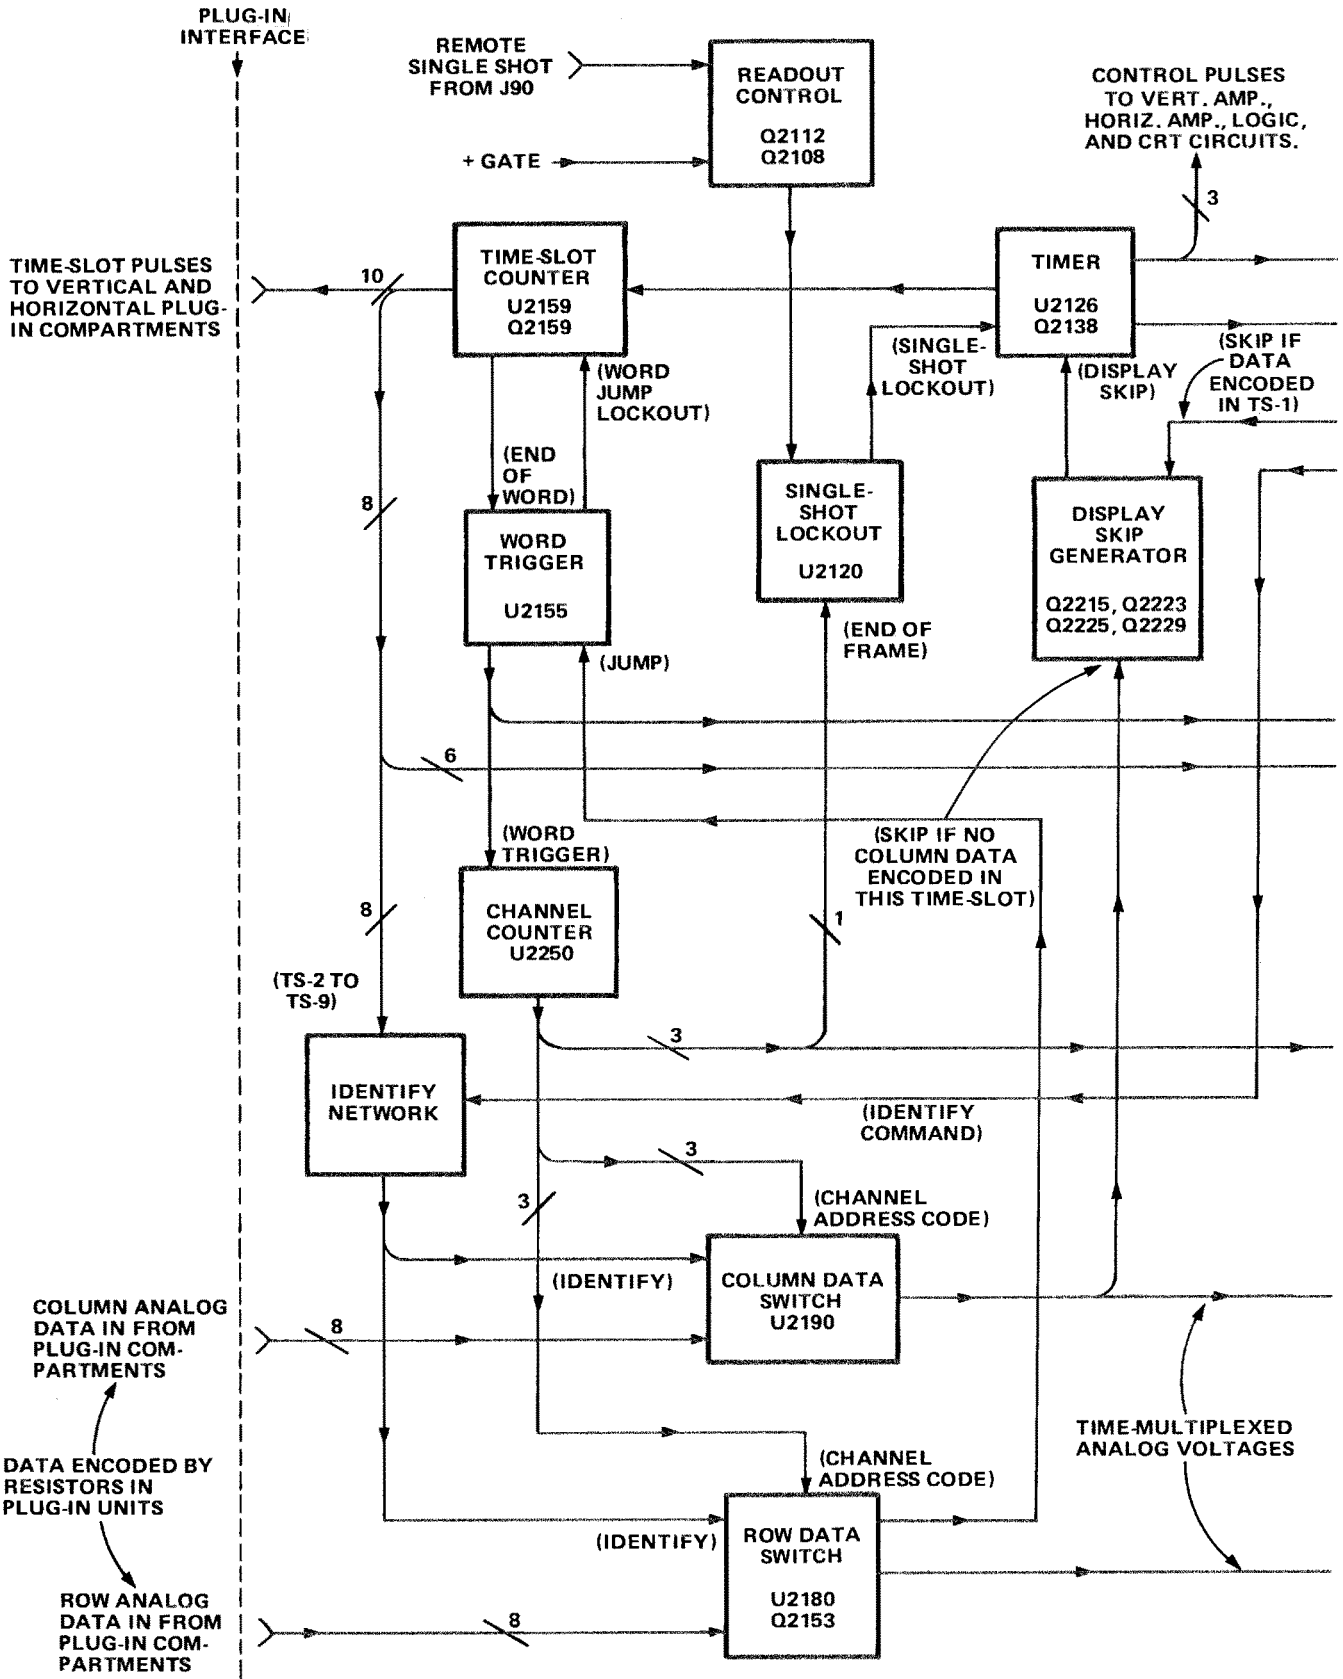 PLUG-IN
INTERFACE
REMOTE
SINGLE SHOT
FROM J90
+ GATE
READOUT
CONTROL
Q2112
Q2108
CONTROL PULSES
TO VERT. AMP.,
HORIZ. AMP., LOGIC,
AND CRT CIRCUITS.
3
TIME-SLOT PULSES
TO VERTICAL AND
HORIZONTAL PLUG-
IN COMPARTMENTS
10
TIME-SLOT
COUNTER
U2159
Q2159
TIMER
U2126
Q2138
(WORD
JUMP
LOCKOUT)
(SINGLE-
SHOT
LOCKOUT)
(DISPLAY
SKIP)
(SKIP IF
DATA
ENCODED
IN TS-1)
(END
OF
WORD)
8
WORD
TRIGGER
U2155
SINGLE-
SHOT
LOCKOUT
U2120
DISPLAY
SKIP
GENERATOR
Q2215, Q2223
Q2225, Q2229
(JUMP)
(END OF
FRAME)
6
(WORD
TRIGGER)
(SKIP IF NO
COLUMN DATA
ENCODED IN
THIS TIME-SLOT)
8
CHANNEL
COUNTER
U2250
1
(TS-2 TO
TS-9)
3
IDENTIFY
NETWORK
(IDENTIFY
COMMAND)
3
3
(CHANNEL
ADDRESS CODE)
(IDENTIFY)
COLUMN DATA
SWITCH
U2190
COLUMN ANALOG
DATA IN FROM
PLUG-IN COM-
PARTMENTS
8
TIME-MULTIPLEXED
ANALOG VOLTAGES
DATA ENCODED BY
RESISTORS IN
PLUG-IN UNITS
(CHANNEL
ADDRESS CODE)
(IDENTIFY)
ROW DATA
SWITCH
U2180
Q2153
ROW ANALOG
DATA IN FROM
PLUG-IN COM-
PARTMENTS
8